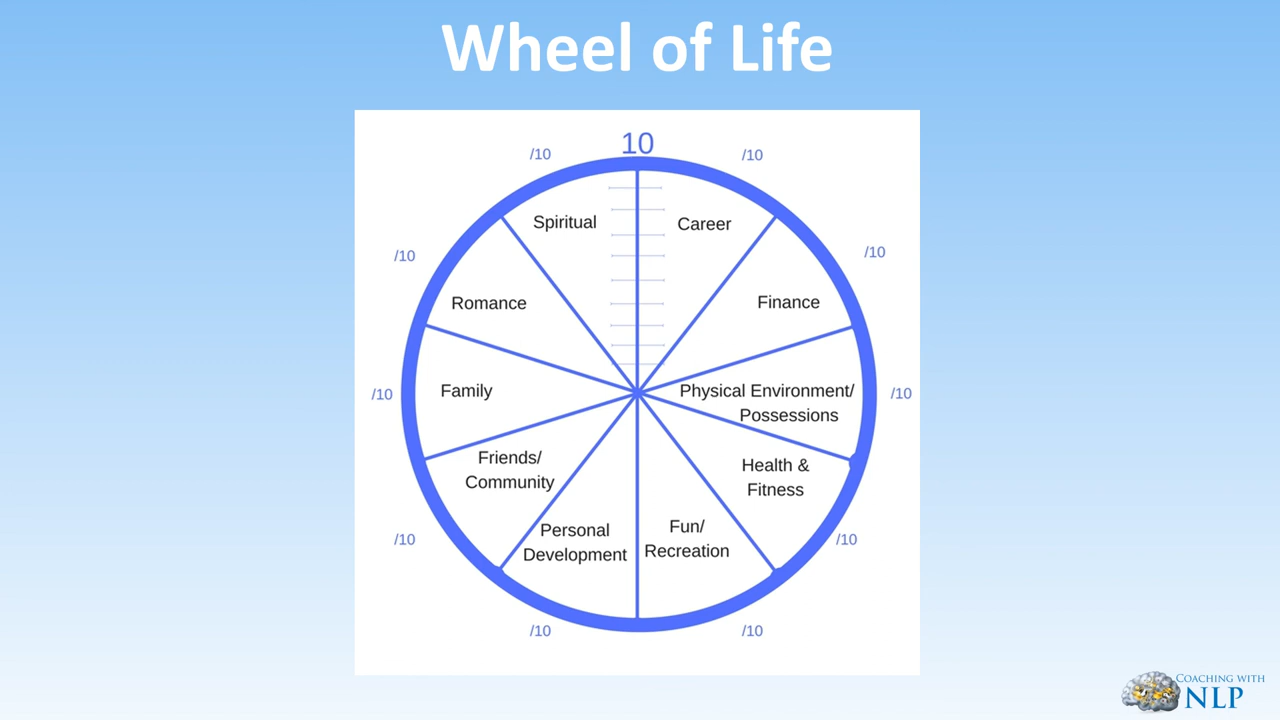 Wheel of Life
10
/10
/10
Spiritual
Career
/10
/10
Romance
Finance
Family
Physical Environment/
Possessions
/10
/10
Friends/
Community
Health &
Fitness
Personal
Development
Fun/
Recreation
/10
/10
/10
/10
COACHING WITH
NLP